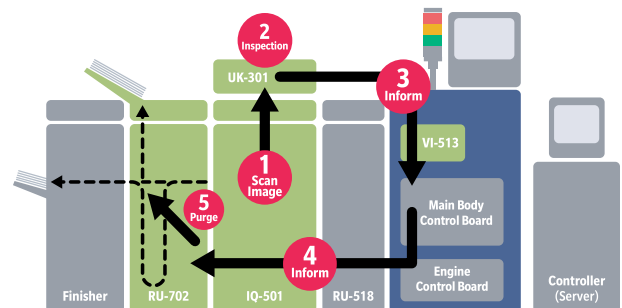 2
Inspection
UK-301
3
Inform
VI-513
1
Scan
Image
5
Purge
Main Body
Control Board
4
Inform
Engine
Control Board
Controller
(Server)
Finisher
RU-702
IQ-501
RU-518